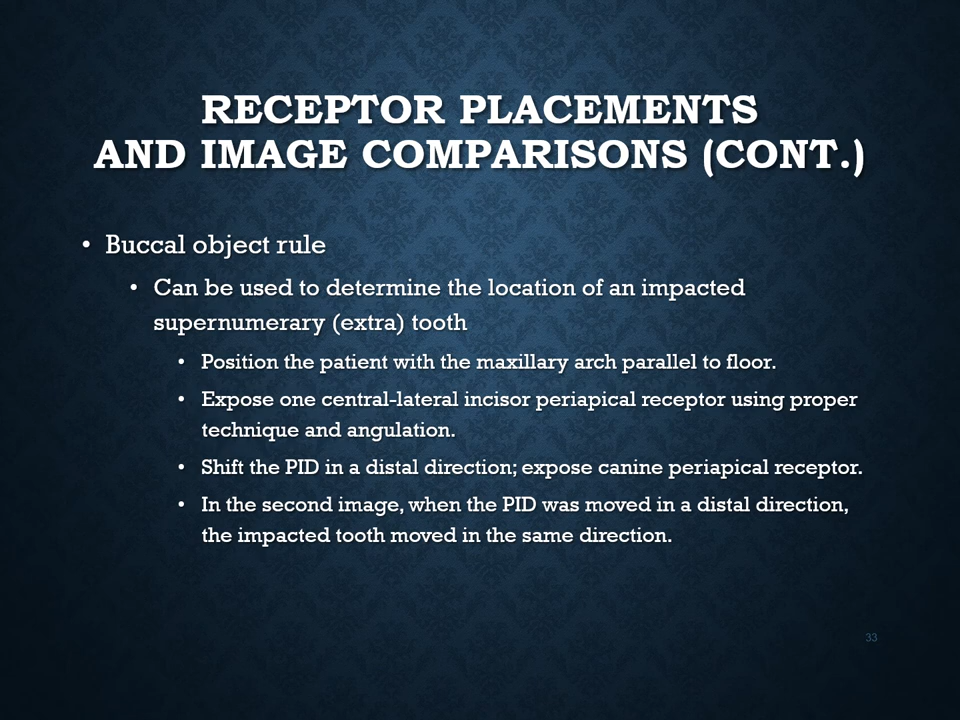 RECEPTOR PLACEMENTS
AND IMAGE COMPARISONS (CONT.)
• Buccal object rule
• Can be used to determine the location of an impacted
supernumerary (extra) tooth
• Position the patient with the maxillary arch parallel to floor.
• Expose one central-lateral incisor periapical receptor using proper
technique and angulation.
• Shift the PID in a distal direction; expose canine periapical receptor.
• In the second image, when the PID was moved in a distal direction,
the impacted tooth moved in the same direction.
33